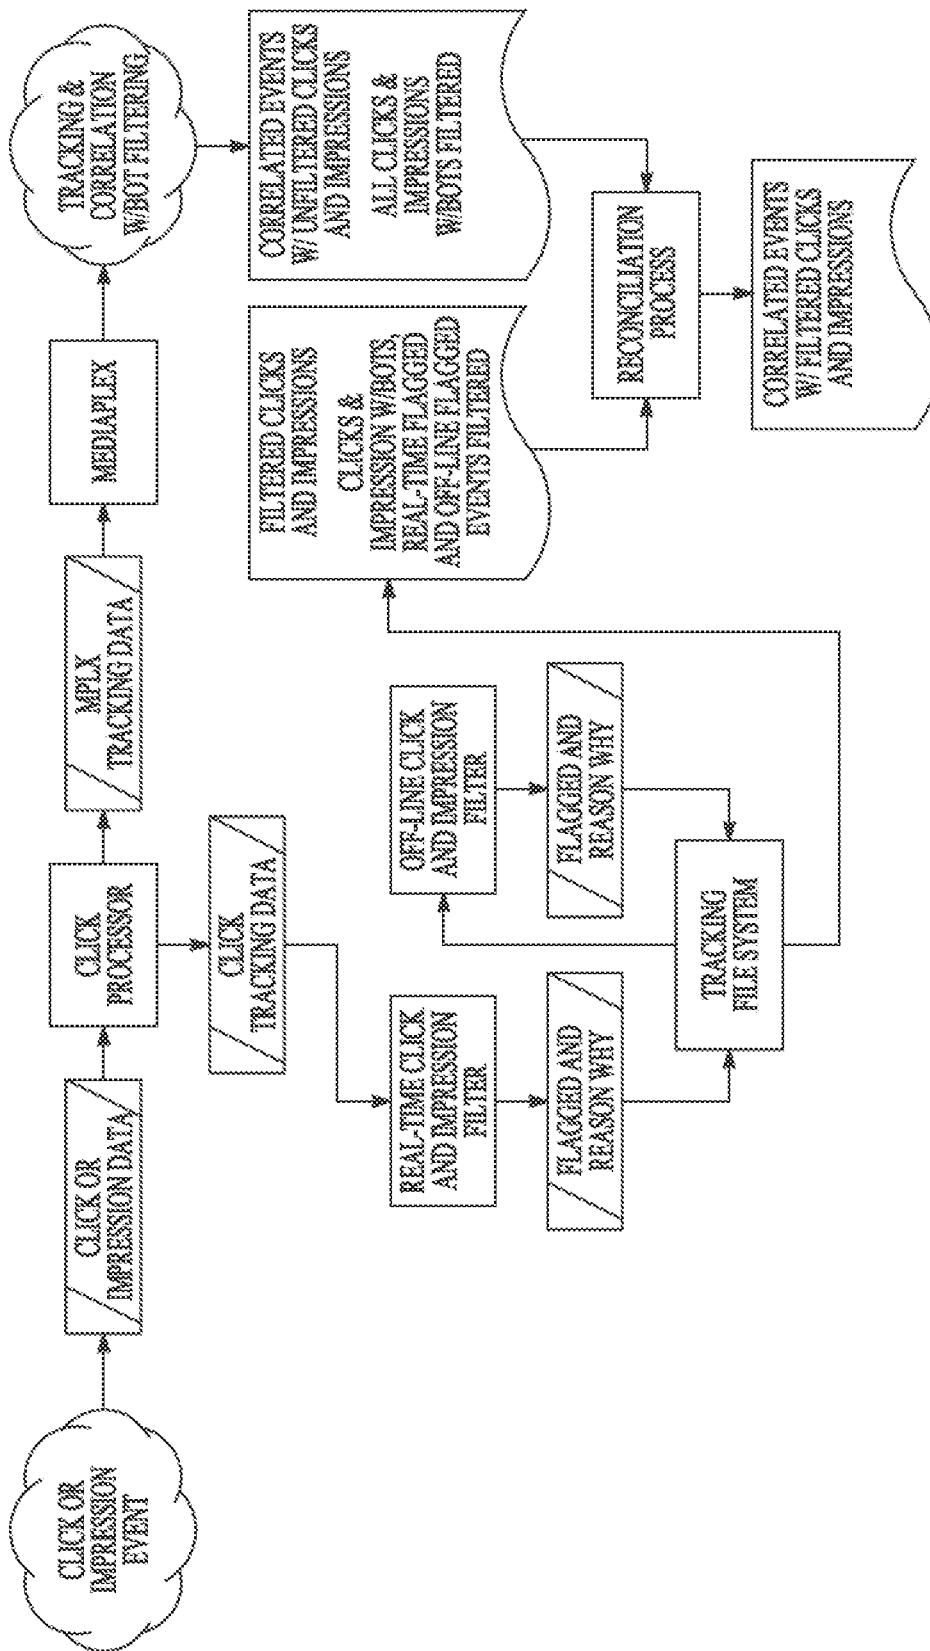 CLICK OR
IMPRESSION
EVENT
CLICK OR
IMPRESSION DATA
CLICK
PROCESSOR
MPLX
TRACKING DATA
MEDIAPLEX
TRACKING &
CORRELATION
W/BOT FILTERING
CLICK
TRACKING DATA
REAL-TIME CLICK
AND IMPRESSION
FILTER
FLAGGED AND
REASON WHY
OFF-LINE CLICK
AND IMPRESSION
FILTER
FLAGGED AND
REASON WHY
TRACKING
FILE SYSTEM
FILTERED CLICKS
AND IMPRESSIONS
CLICKS &
IMPRESSION W/BOTS,
REAL-TIME FLAGGED
AND OFF-LINE FLAGGED
EVENTS FILTERED
CORRELATED EVENTS
W/ UNFILTERED CLICKS
AND IMPRESSIONS
ALL CLICKS &
IMPRESSIONS
W/BOTS FILTERED
RECONCILIATION
PROCESS
CORRELATED EVENTS
W/ FILTERED CLICKS
AND IMPRESSIONS